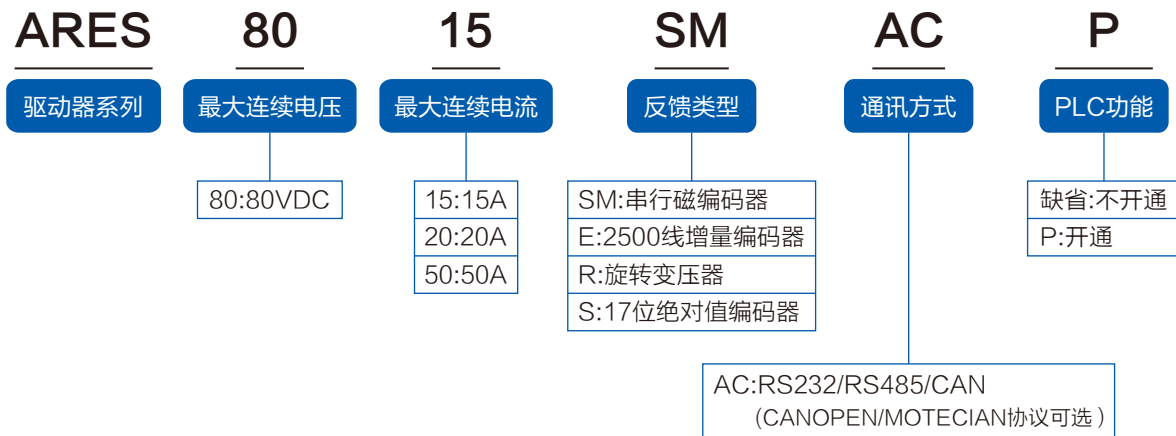 ARES 80 15 SM AC P
驱动器系列 最大连续电压 最大连续电流 反馈类型 通讯方式 PLC功能
80:80VDC
15:15A
20:20A
50:50A
SM:串行磁编码器
E:2500线增量编码器
R:旋转变压器
S:17位绝对值编码器
缺省:不开通
P:开通
AC:RS232/RS485/CAN
(CANOPEN/MOTECIAN协议可选)